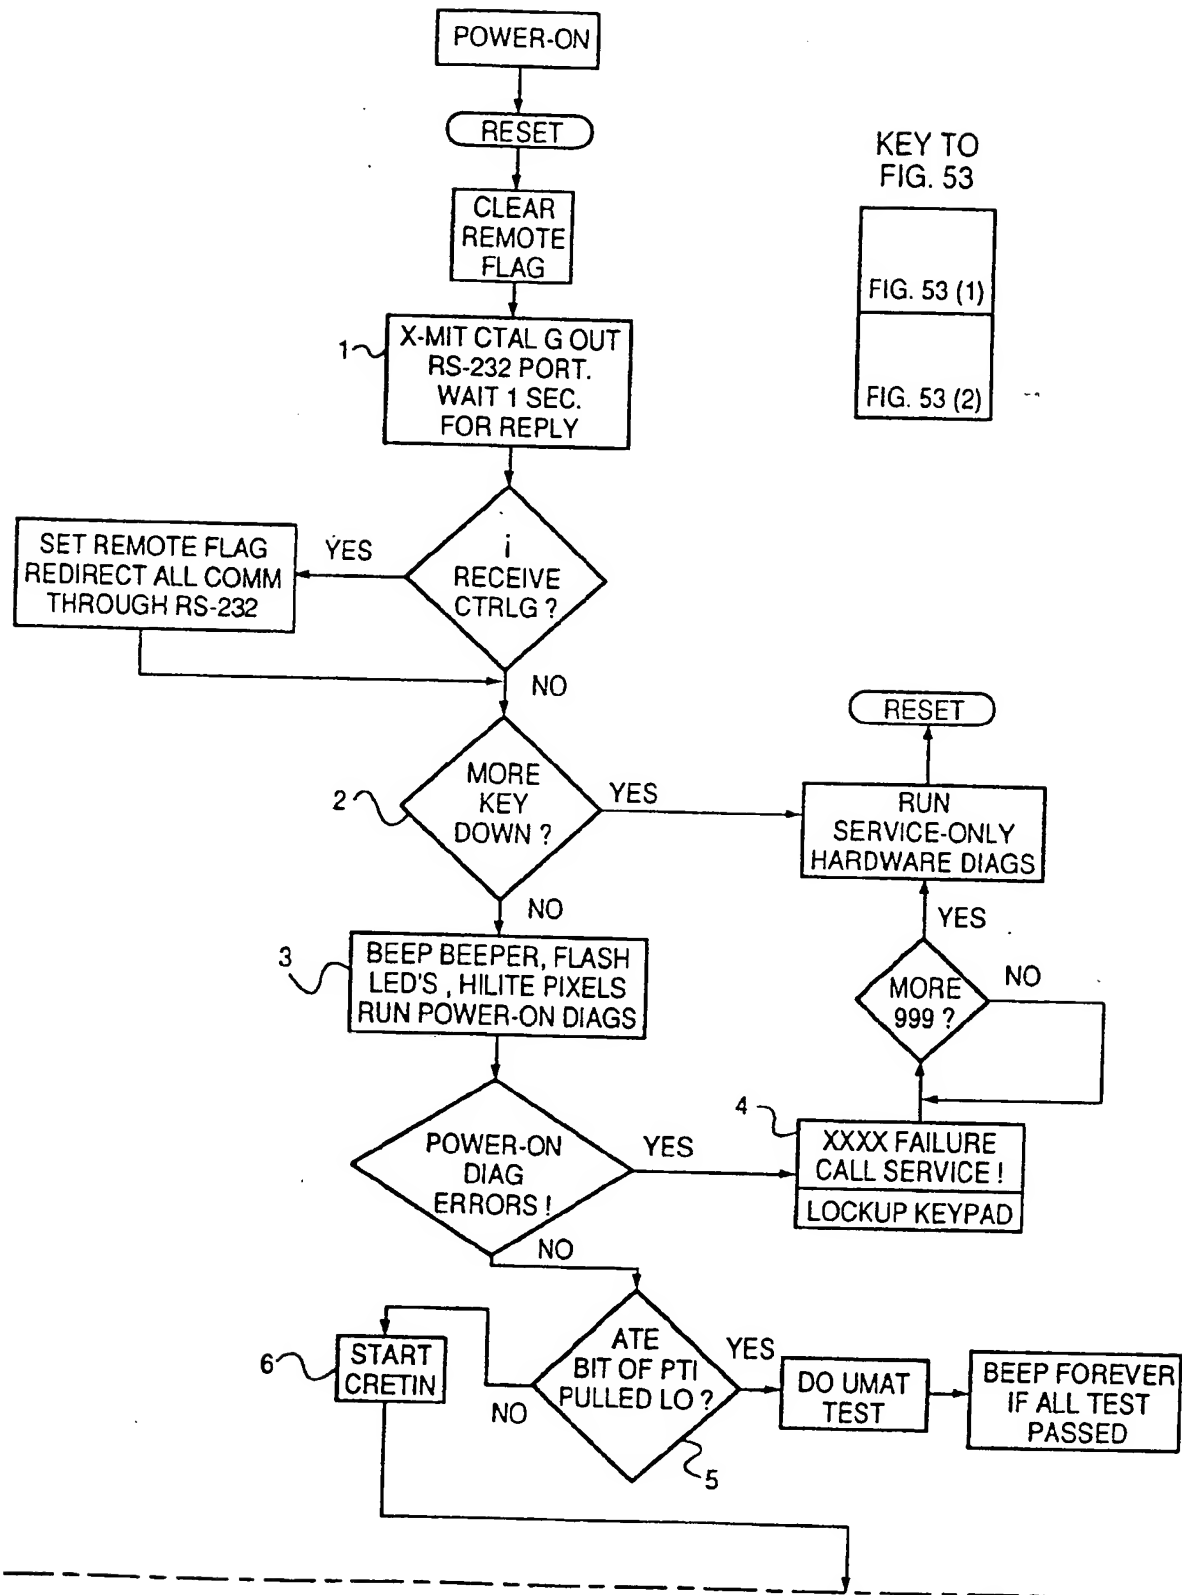 POWER-ON
RESET
KEY TO
FIG. 53
FIG. 53 (1)
FIG. 53 (2)
CLEAR
REMOTE
FLAG
1
X-MIT CTAL G OUT
RS-232 PORT.
WAIT 1 SEC.
FOR REPLY
i
RECEIVE
CTRLG ?
YES
SET REMOTE FLAG
REDIRECT ALL COMM
THROUGH RS-232
NO
2
MORE
KEY
DOWN ?
YES
RESET
RUN
SERVICE-ONLY
HARDWARE DIAGS
NO
YES
3
BEEP BEEPER, FLASH
LED'S , HILITE PIXELS
RUN POWER-ON DIAGS
MORE
999 ?
NO
POWER-ON
DIAG
ERRORS !
YES
4
XXXX FAILURE
CALL SERVICE !
LOCKUP KEYPAD
NO
6
START
CRETIN
NO
ATE
BIT OF PTI
PULLED LO ?
5
YES
DO UMAT
TEST
BEEP FOREVER
IF ALL TEST
PASSED